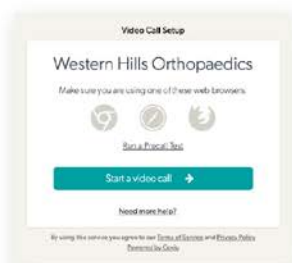 Video Call Setup
Western Hills Orthopaedics
Make sure you are using one of these web browsers.
Run a Precall Test
Start a video call
Need more help?
By using this service you agree to our Terms of Service and Privacy Policy
Powered by Coviu